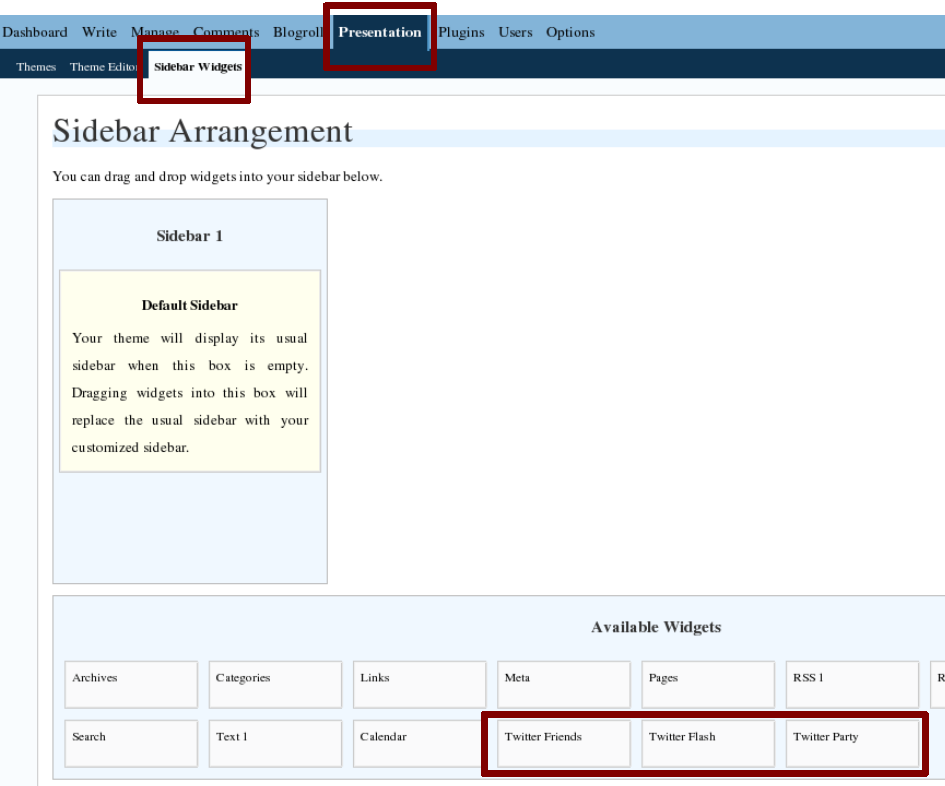 Dashboard Write Manage Comments Blogroll Presentation Plugins Users Options
Themes Theme Editor Sidebar Widgets
Sidebar Arrangement
You can drag and drop widgets into your sidebar below.
Sidebar 1
Default Sidebar
Your theme will display its usual
sidebar when this box is empty.
Dragging widgets into this box will
replace the usual sidebar with your
customized sidebar.
Available Widgets
Archives Categories Links Meta Pages RSS 1 R
Search Text 1 Calendar Twitter Friends Twitter Flash Twitter Party